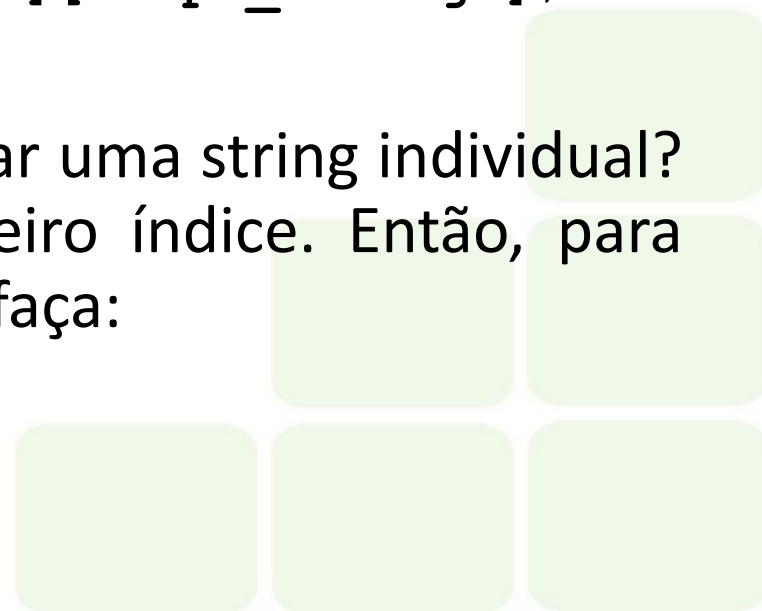 ar uma string individual?
eiro índice. Então, para
faça: